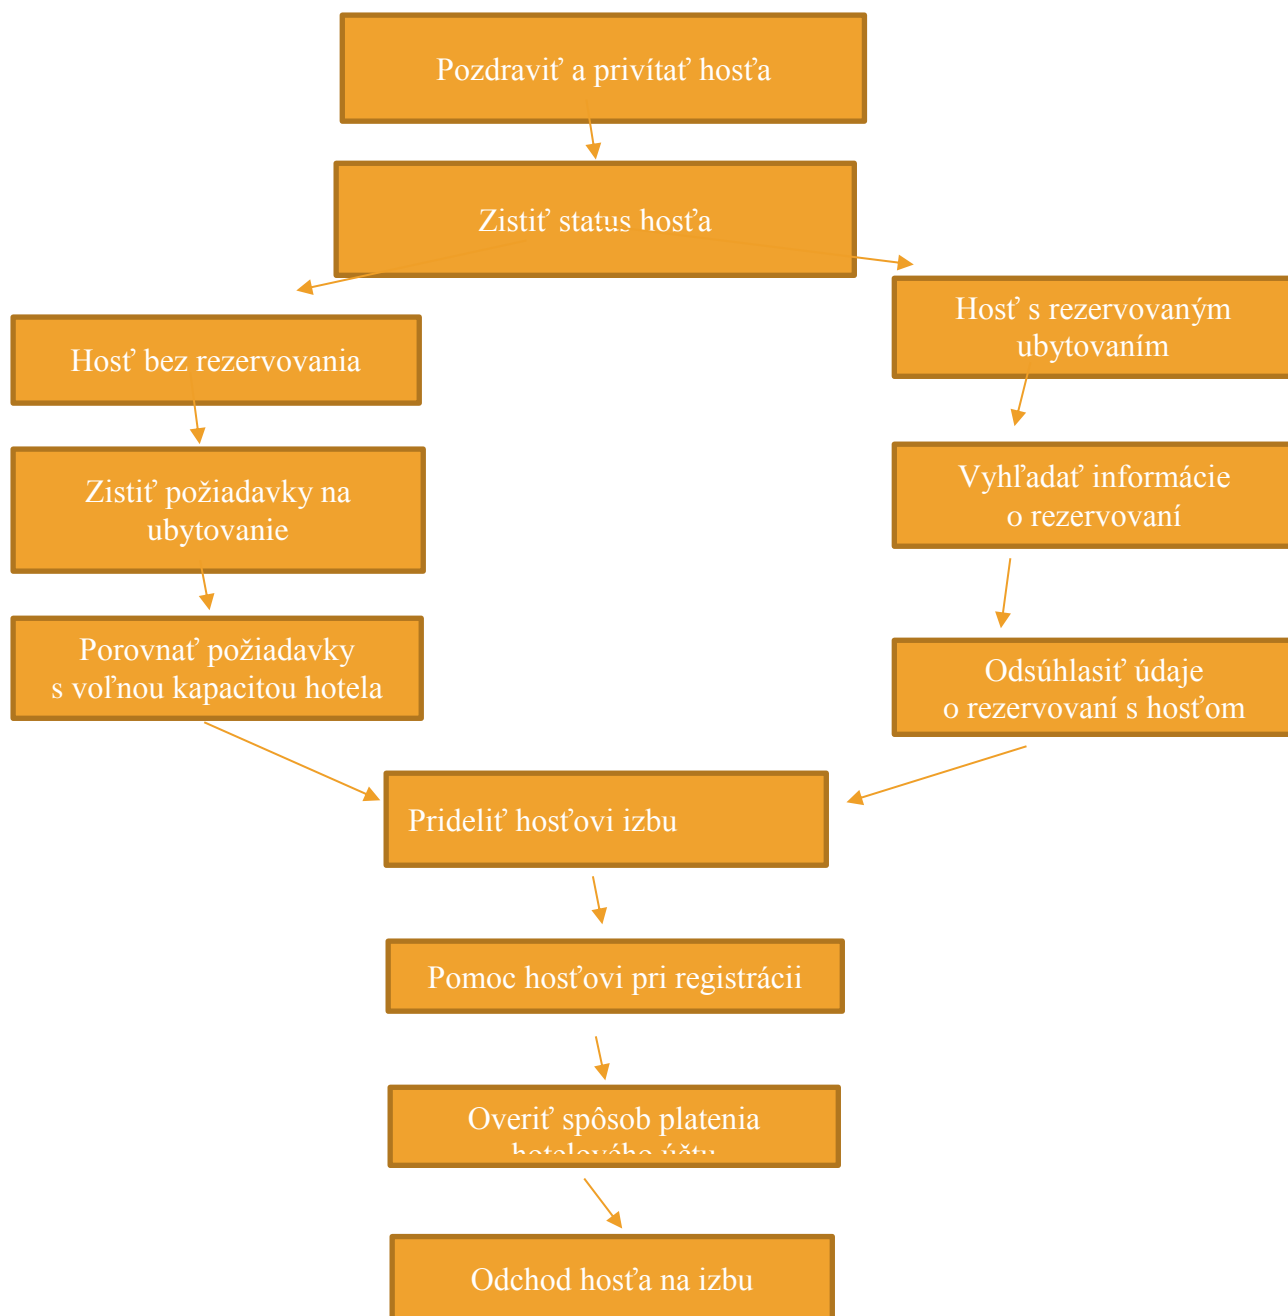 Pozdraviť a privítať hosťa
Zistiť status hosťa
Hosť bez rezervovania
Hosť s rezervovaným
ubytovaním
Zistiť požiadavky na
ubytovanie
Vyhľadať informácie
o rezervovaní
Porovnať požiadavky
s voľnou kapacitou hotela
Odsúhlasiť údaje
o rezervovaní s hosťom
Prideliť hosťovi izbu
Pomoc hosťovi pri registrácii
Overiť spôsob platenia
hotelového účtu
Odchod hosťa na izbu